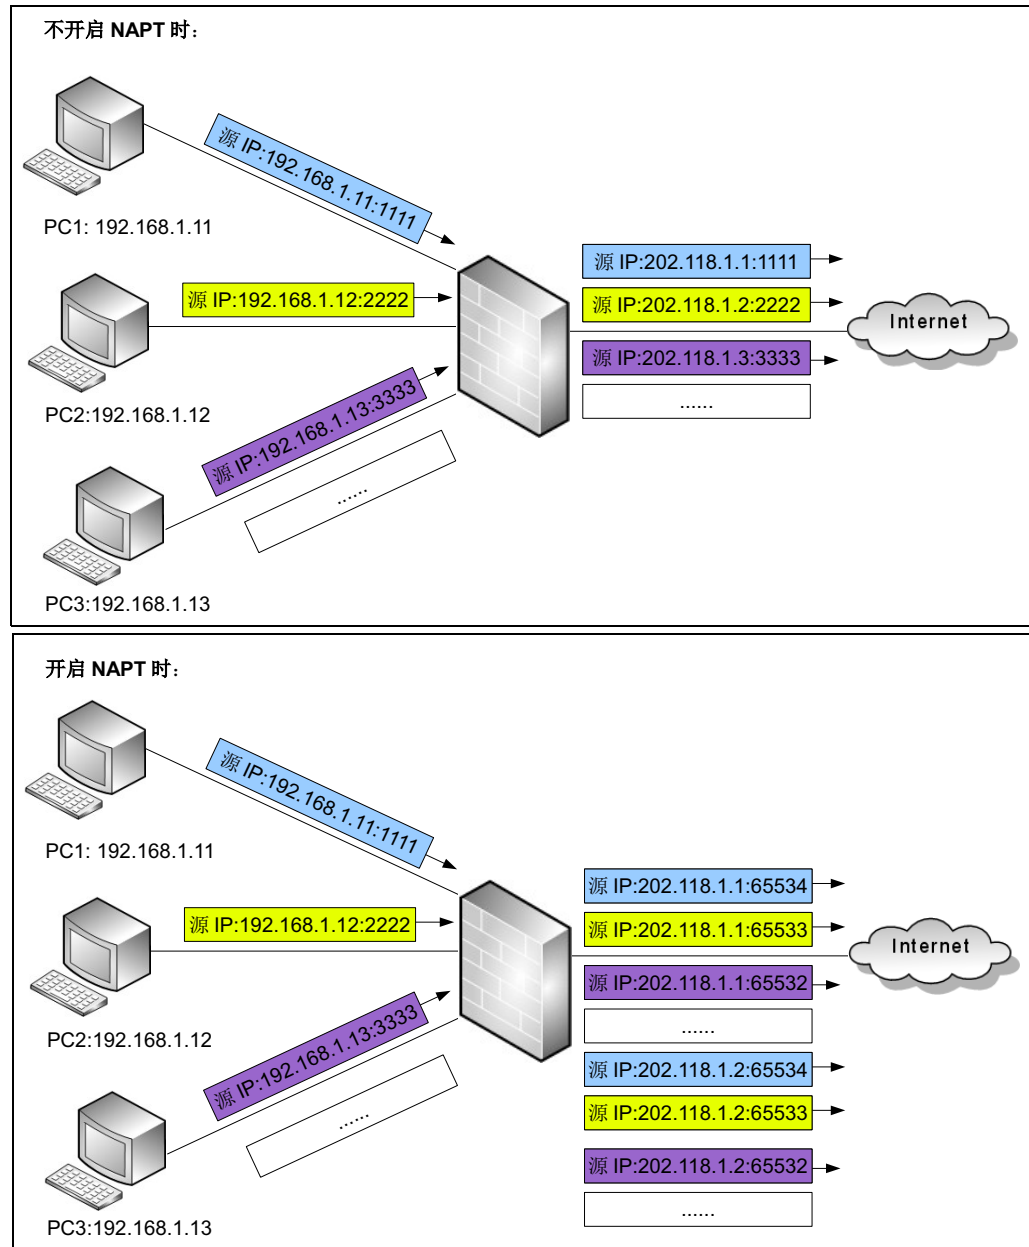 不开启 NAPT 时：
源 IP:192.168.1.11:1111
PC1: 192.168.1.11
源 IP:202.118.1.1:1111
源 IP:192.168.1.12:2222
源 IP:202.118.1.2:2222
Internet
源 IP:202.118.1.3:3333
PC2:192.168.1.12
源 IP:192.168.1.13:3333
......
......
PC3:192.168.1.13
开启 NAPT 时：
源 IP:192.168.1.11:1111
PC1: 192.168.1.11
源 IP:202.118.1.1:65534
源 IP:192.168.1.12:2222
源 IP:202.118.1.1:65533
Internet
源 IP:202.118.1.1:65532
......
PC2:192.168.1.12
源 IP:192.168.1.13:3333
源 IP:202.118.1.2:65534
源 IP:202.118.1.2:65533
......
源 IP:202.118.1.2:65532
......
PC3:192.168.1.13